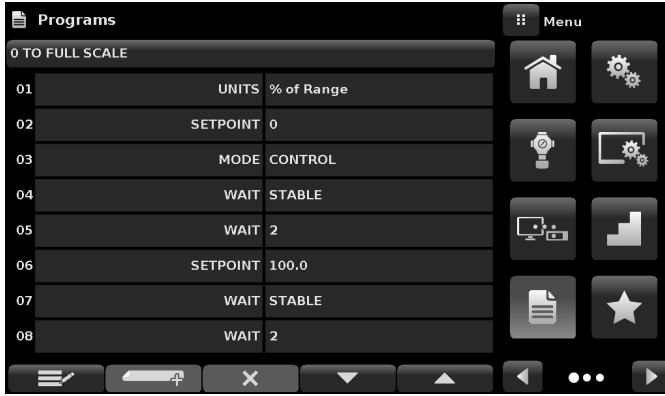 Programs
Menu
0 TO FULL SCALE
01 UNITS % of Range
02 SETPOINT 0
03 MODE CONTROL
04 WAIT STABLE
05 WAIT 2
06 SETPOINT 100.0
07 WAIT STABLE
08 WAIT 2